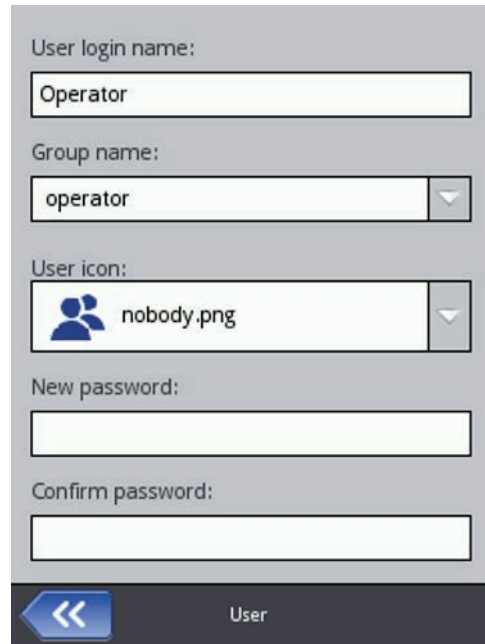 User login name:
Operator
Group name:
operator
User icon:
nobody.png
New password:
Confirm password:
User